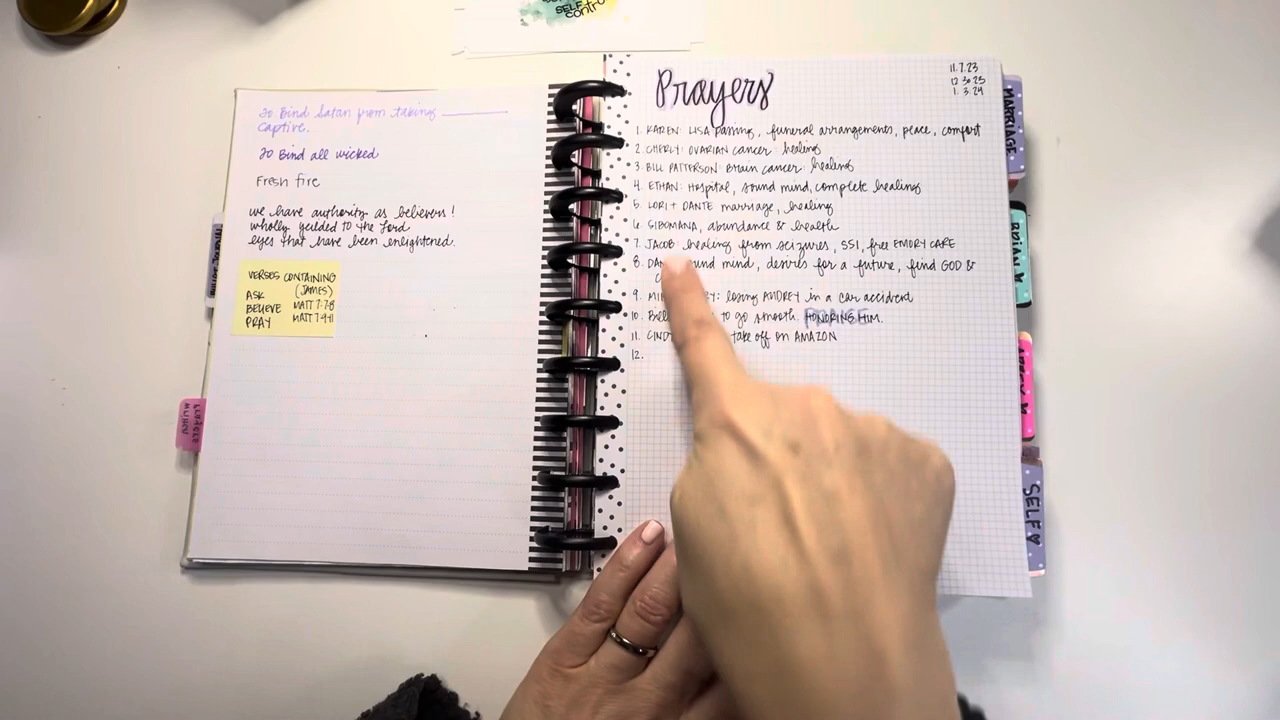 SELF
contro
to Bind Satan from taking
captive.
to Bind all wicked
Fresh fire
we have authority as believers!
wholly yielded to the Lord
eyes that have been enlightened.
VERSES CONTAINING
(JAMES)
ASK MATT 7:7-8
BELIEVE MATT 7:9-11
PRAY
Prayers
11.7.23
12.30.23
1.3.24
1. KAREN: LISA passing, funeral arrangements, peace, comfort
2. CHERLY: OVARIAN cancer: healing
3. BILL PATTERSON: Brain cancer: healing
4. ETHAN: Hospital, sound mind, complete healing
5. LORI + DANTE marriage, healing
6. SIBOMANA, abundance & health
7. JACOB healing from seizures, SSI, free EMORY CARE
8. mind, desires for a future, find GOD &
9. losing AUDREY in a car accident
10. to go smooth. HONORING HIM.
11. take off on AMAZON
12.
MARRIAGE
BRIAN
SELF